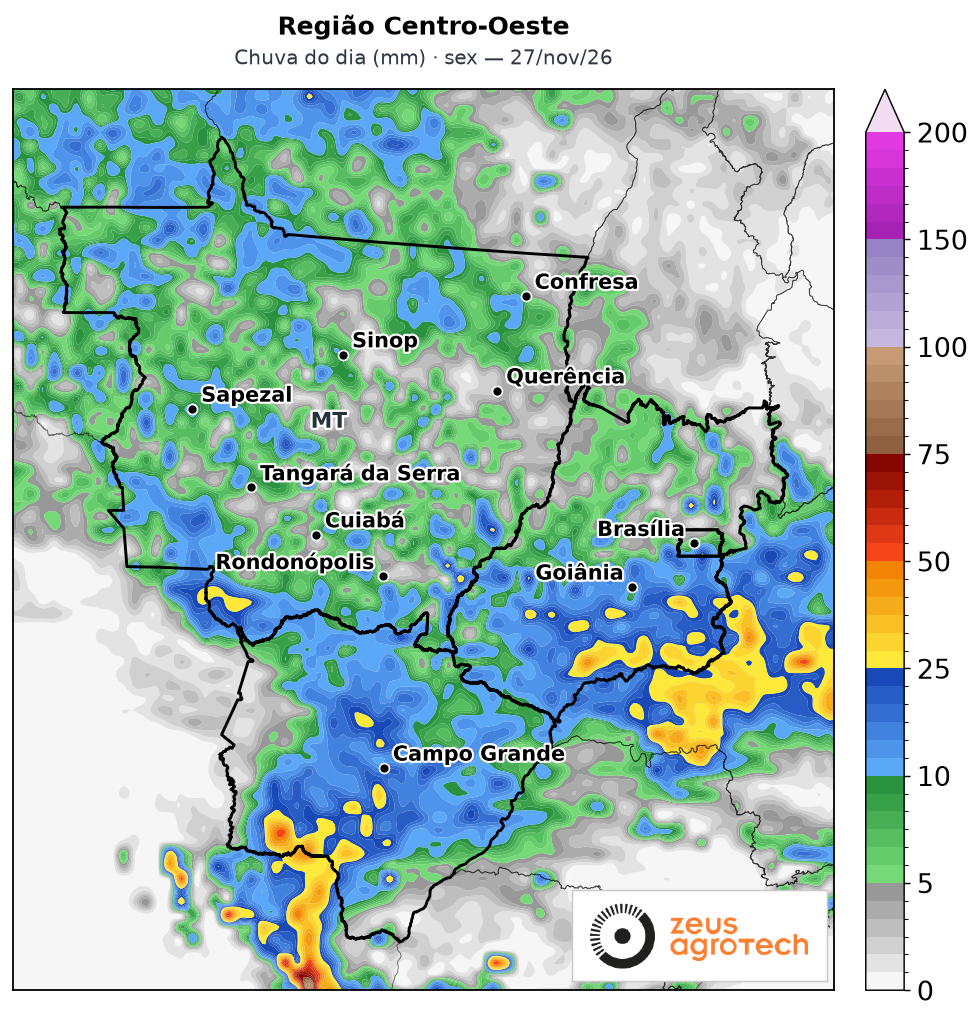 Região Centro-Oeste
Chuva do dia (mm) · sex — 27/nov/26
Confresa
Sinop
Querência
Sapezal
MT
Tangará da Serra
Cuiabá
Brasília
Rondonópolis
Goiânia
Campo Grande
200
150
100
75
50
25
10
5
0
zeus
agrotech